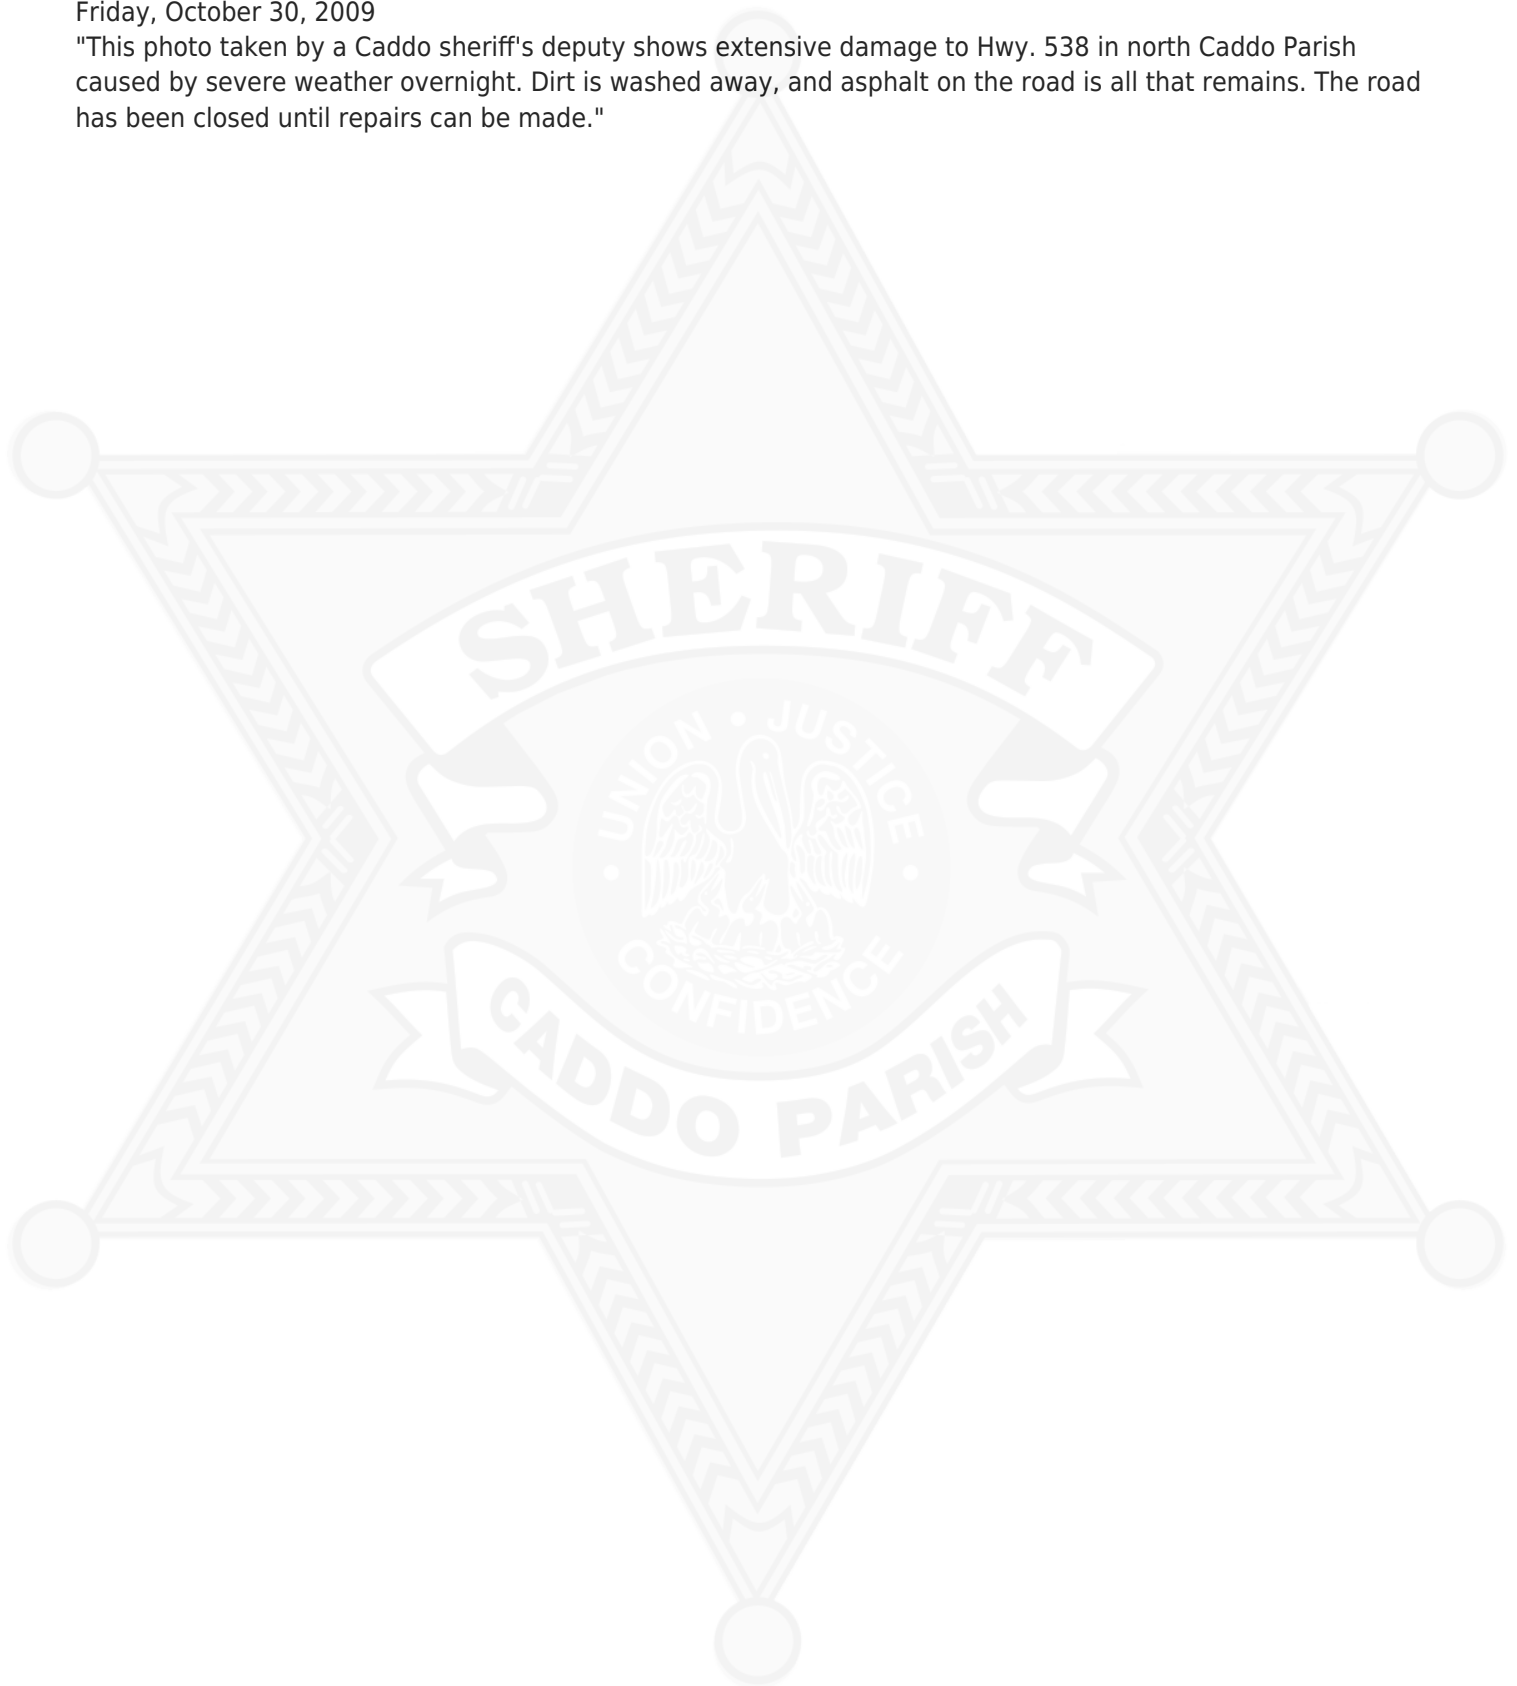 Friday, October 30, 2009
"This photo taken by a Caddo sheriff's deputy shows extensive damage to Hwy. 538 in north Caddo Parish
caused by severe weather overnight. Dirt is washed away, and asphalt on the road is all that remains. The road
has been closed until repairs can be made."
SHERIFF
UNION • JUSTICE
• CONFIDENCE •
CADDO PARISH